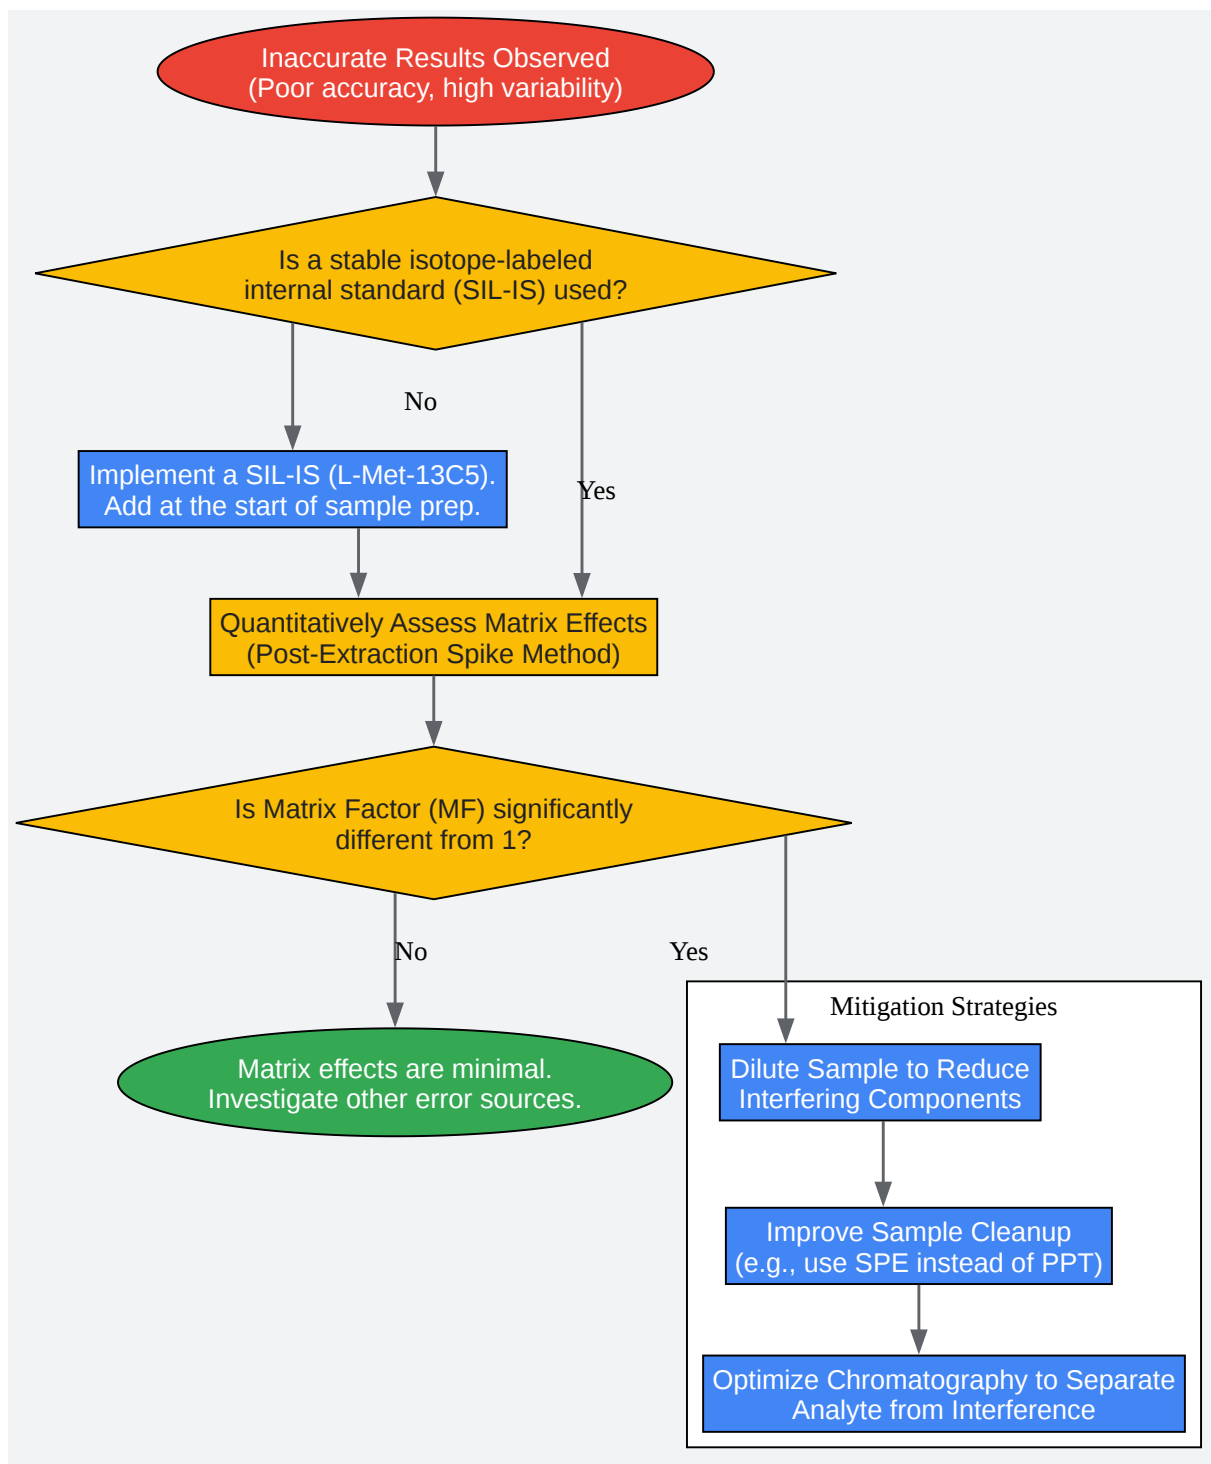 Inaccurate Results Observed
(Poor accuracy, high variability)
Is a stable isotope-labeled
internal standard (SIL-IS) used?
No
Implement a SIL-IS (L-Met-13C5).
Add at the start of sample prep.
Yes
Quantitatively Assess Matrix Effects
(Post-Extraction Spike Method)
Is Matrix Factor (MF) significantly
different from 1?
No
Yes
Matrix effects are minimal.
Investigate other error sources.
Mitigation Strategies
Dilute Sample to Reduce
Interfering Components
Improve Sample Cleanup
(e.g., use SPE instead of PPT)
Optimize Chromatography to Separate
Analyte from Interference